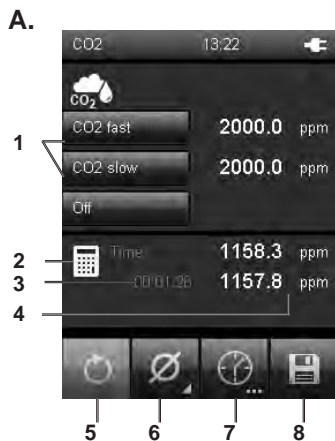 A.
CO2 13:22
CO2
CO2 fast 2000.0 ppm
1
CO2 slow 2000.0 ppm
Off
2 Time 1158.3 ppm
3 00:01:26 1157.8 ppm
4
5 6 7 8